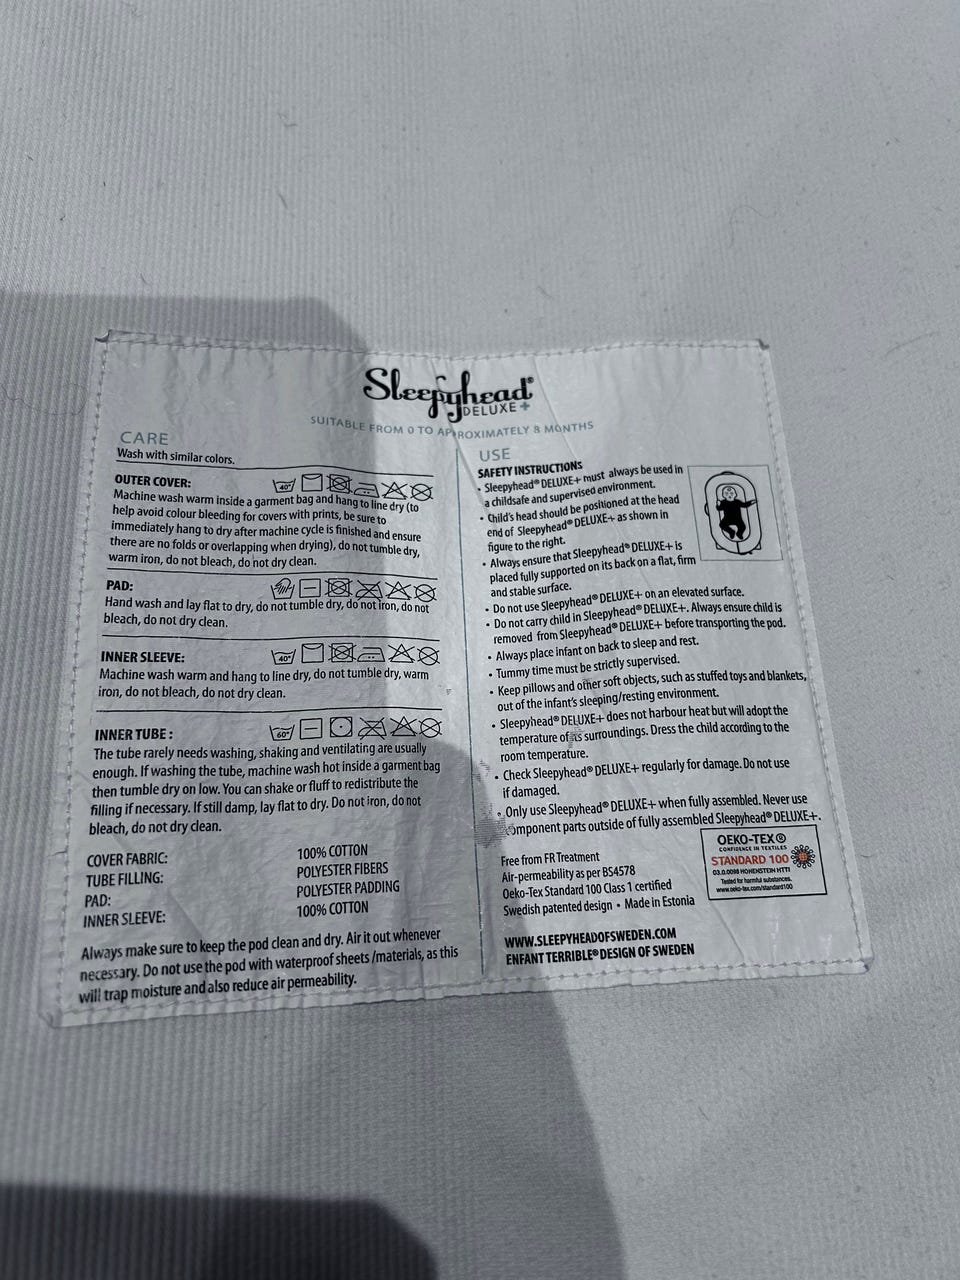 Sleepyhead®
DELUXE+
SUITABLE FROM 0 TO APPROXIMATELY 8 MONTHS
CARE
Wash with similar colors.
OUTER COVER:
40°
Machine wash warm inside a garment bag and hang to line dry (to
help avoid colour bleeding for covers with prints, be sure to
immediately hang to dry after machine cycle is finished and ensure
there are no folds or overlapping when drying), do not tumble dry,
warm iron, do not bleach, do not dry clean.
PAD:
Hand wash and lay flat to dry, do not tumble dry, do not iron, do not
bleach, do not dry clean.
INNER SLEEVE:
40°
Machine wash warm and hang to line dry, do not tumble dry, warm
iron, do not bleach, do not dry clean.
INNER TUBE :
60°
The tube rarely needs washing, shaking and ventilating are usually
enough. If washing the tube, machine wash hot inside a garment bag
then tumble dry on low. You can shake or fluff to redistribute the
filling if necessary. If still damp, lay flat to dry. Do not iron, do not
bleach, do not dry clean.
COVER FABRIC: 100% COTTON
TUBE FILLING: POLYESTER FIBERS
PAD: POLYESTER PADDING
INNER SLEEVE: 100% COTTON
Always make sure to keep the pod clean and dry. Air it out whenever
necessary. Do not use the pod with waterproof sheets /materials, as this
will trap moisture and also reduce air permeability.
USE
SAFETY INSTRUCTIONS
• Sleepyhead® DELUXE+ must always be used in
a childsafe and supervised environment.
• Child's head should be positioned at the head
end of Sleepyhead® DELUXE+ as shown in
figure to the right.
• Always ensure that Sleepyhead® DELUXE+ is
placed fully supported on its back on a flat, firm
and stable surface.
• Do not use Sleepyhead® DELUXE+ on an elevated surface.
• Do not carry child in Sleepyhead® DELUXE+. Always ensure child is
removed from Sleepyhead® DELUXE+ before transporting the pod.
• Always place infant on back to sleep and rest.
• Tummy time must be strictly supervised.
• Keep pillows and other soft objects, such as stuffed toys and blankets,
out of the infant's sleeping/resting environment.
• Sleepyhead® DELUXE+ does not harbour heat but will adopt the
temperature of its surroundings. Dress the child according to the
room temperature.
• Check Sleepyhead® DELUXE+ regularly for damage. Do not use
if damaged.
• Only use Sleepyhead® DELUXE+ when fully assembled. Never use
component parts outside of fully assembled Sleepyhead® DELUXE+.
Free from FR Treatment
Air-permeability as per BS4578
Oeko-Tex Standard 100 Class 1 certified
Swedish patented design • Made in Estonia
OEKO-TEX®
CONFIDENCE IN TEXTILES
STANDARD 100
03.0.0098 HOHENSTEIN HTTI
Tested for harmful substances.
www.oeko-tex.com/standard100
WWW.SLEEPYHEADOFSWEDEN.COM
ENFANT TERRIBLE® DESIGN OF SWEDEN